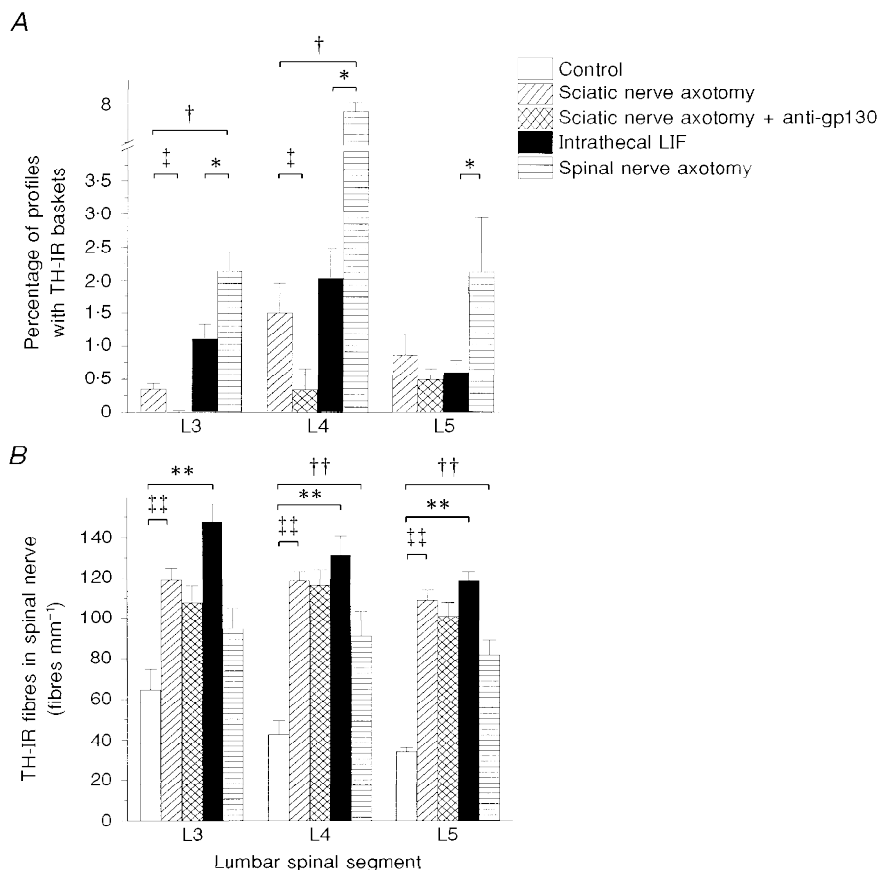 A
Control
Sciatic nerve axotomy
Sciatic nerve axotomy + anti-gp130
Intrathecal LIF
Spinal nerve axotomy
Percentage of profiles
with TH-IR baskets
8
3·5
3·0
2·5
2·0
1·5
1·0
0·5
0
†
‡
*
†
‡
*
*
L3
L4
L5
B
TH-IR fibres in spinal nerve
(fibres mm⁻¹)
140
120
100
80
60
40
20
0
**
‡‡
††
**
‡‡
††
**
‡‡
L3
L4
L5
Lumbar spinal segment